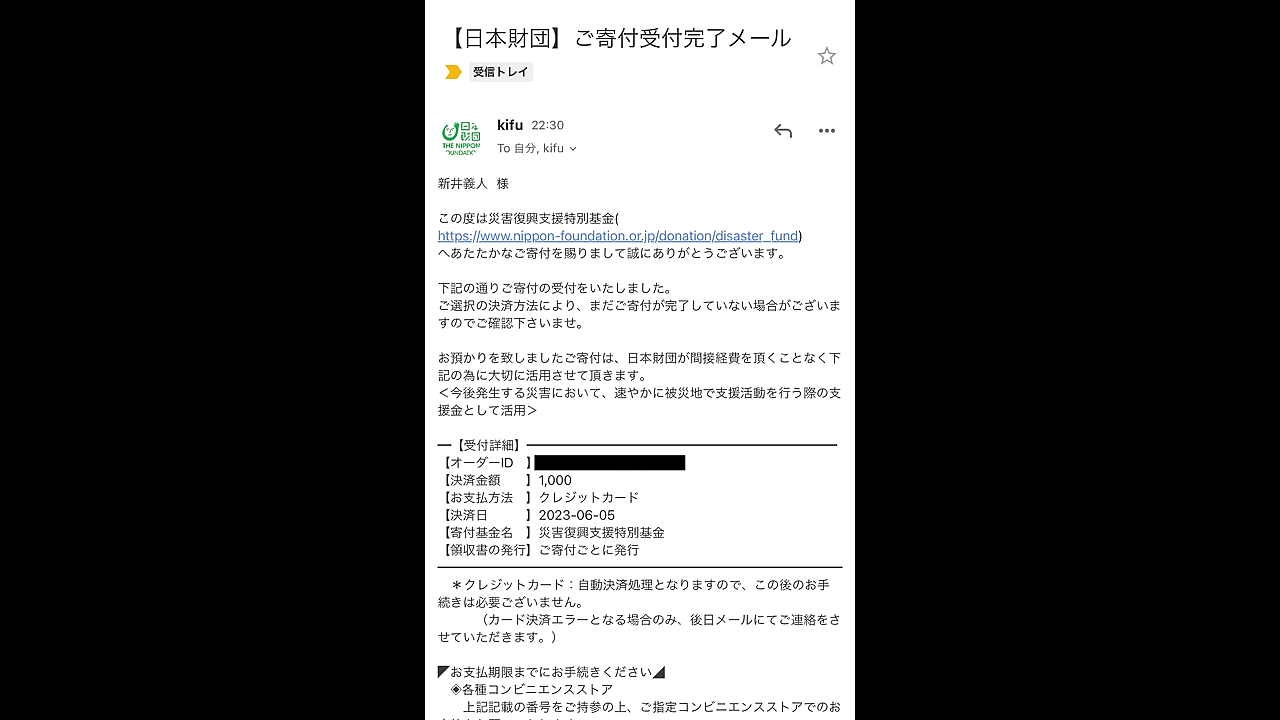 【日本財団】ご寄付受付完了メール
受信トレイ
日本財団
THE NIPPON
FOUNDATION
kifu 22:30
To 自分, kifu
新井義人 様
この度は災害復興支援特別基金(
https://www.nippon-foundation.or.jp/donation/disaster_fund)
へあたたかなご寄付を賜りまして誠にありがとうございます。
下記の通りご寄付の受付をいたしました。
ご選択の決済方法により、まだご寄付が完了していない場合がございま
すのでご確認下さいませ。
お預かりを致しましたご寄付は、日本財団が間接経費を頂くことなく下
記の為に大切に活用させて頂きます。
＜今後発生する災害において、速やかに被災地で支援活動を行う際の支
援金として活用＞
━【受付詳細】━━━━━━━━━━━━━━━━━━
【オーダーID 】
【決済金額 】1,000
【お支払方法 】クレジットカード
【決済日 】2023-06-05
【寄付基金名 】災害復興支援特別基金
【領収書の発行】ご寄付ごとに発行
＊クレジットカード：自動決済処理となりますので、この後のお手
続きは必要ございません。
（カード決済エラーとなる場合のみ、後日メールにてご連絡をさ
せていただきます。）
◤お支払期限までにお手続きください◢
◈各種コンビニエンスストア
上記記載の番号をご持参の上、ご指定コンビニエンスストアでのお